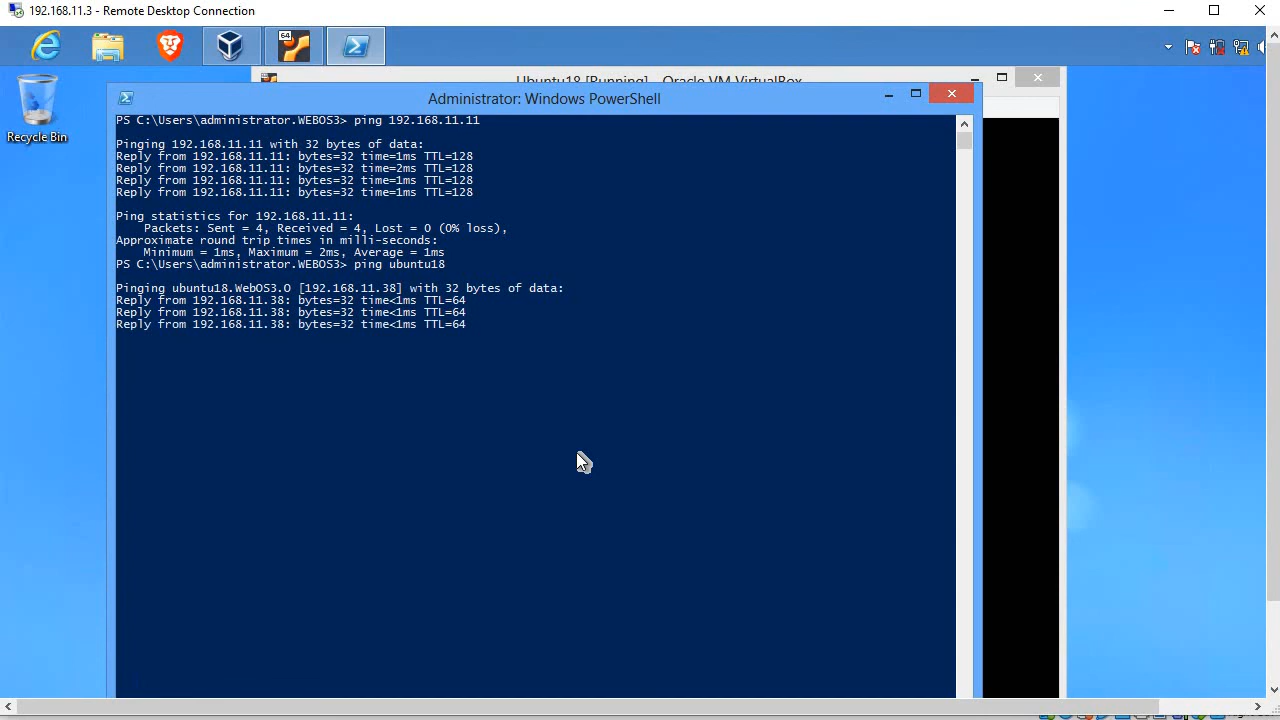 192.168.11.3 - Remote Desktop Connection
64
Ubuntu18 [Running] - Oracle VM VirtualBox
Administrator: Windows PowerShell
Recycle Bin
PS C:\Users\administrator.WEBOS3> ping 192.168.11.11
Pinging 192.168.11.11 with 32 bytes of data:
Reply from 192.168.11.11: bytes=32 time=1ms TTL=128
Reply from 192.168.11.11: bytes=32 time=2ms TTL=128
Reply from 192.168.11.11: bytes=32 time=1ms TTL=128
Reply from 192.168.11.11: bytes=32 time=1ms TTL=128
Ping statistics for 192.168.11.11:
Packets: Sent = 4, Received = 4, Lost = 0 (0% loss),
Approximate round trip times in milli-seconds:
Minimum = 1ms, Maximum = 2ms, Average = 1ms
PS C:\Users\administrator.WEBOS3> ping ubuntu18
Pinging ubuntu18.WebOS3.0 [192.168.11.38] with 32 bytes of data:
Reply from 192.168.11.38: bytes=32 time<1ms TTL=64
Reply from 192.168.11.38: bytes=32 time<1ms TTL=64
Reply from 192.168.11.38: bytes=32 time<1ms TTL=64